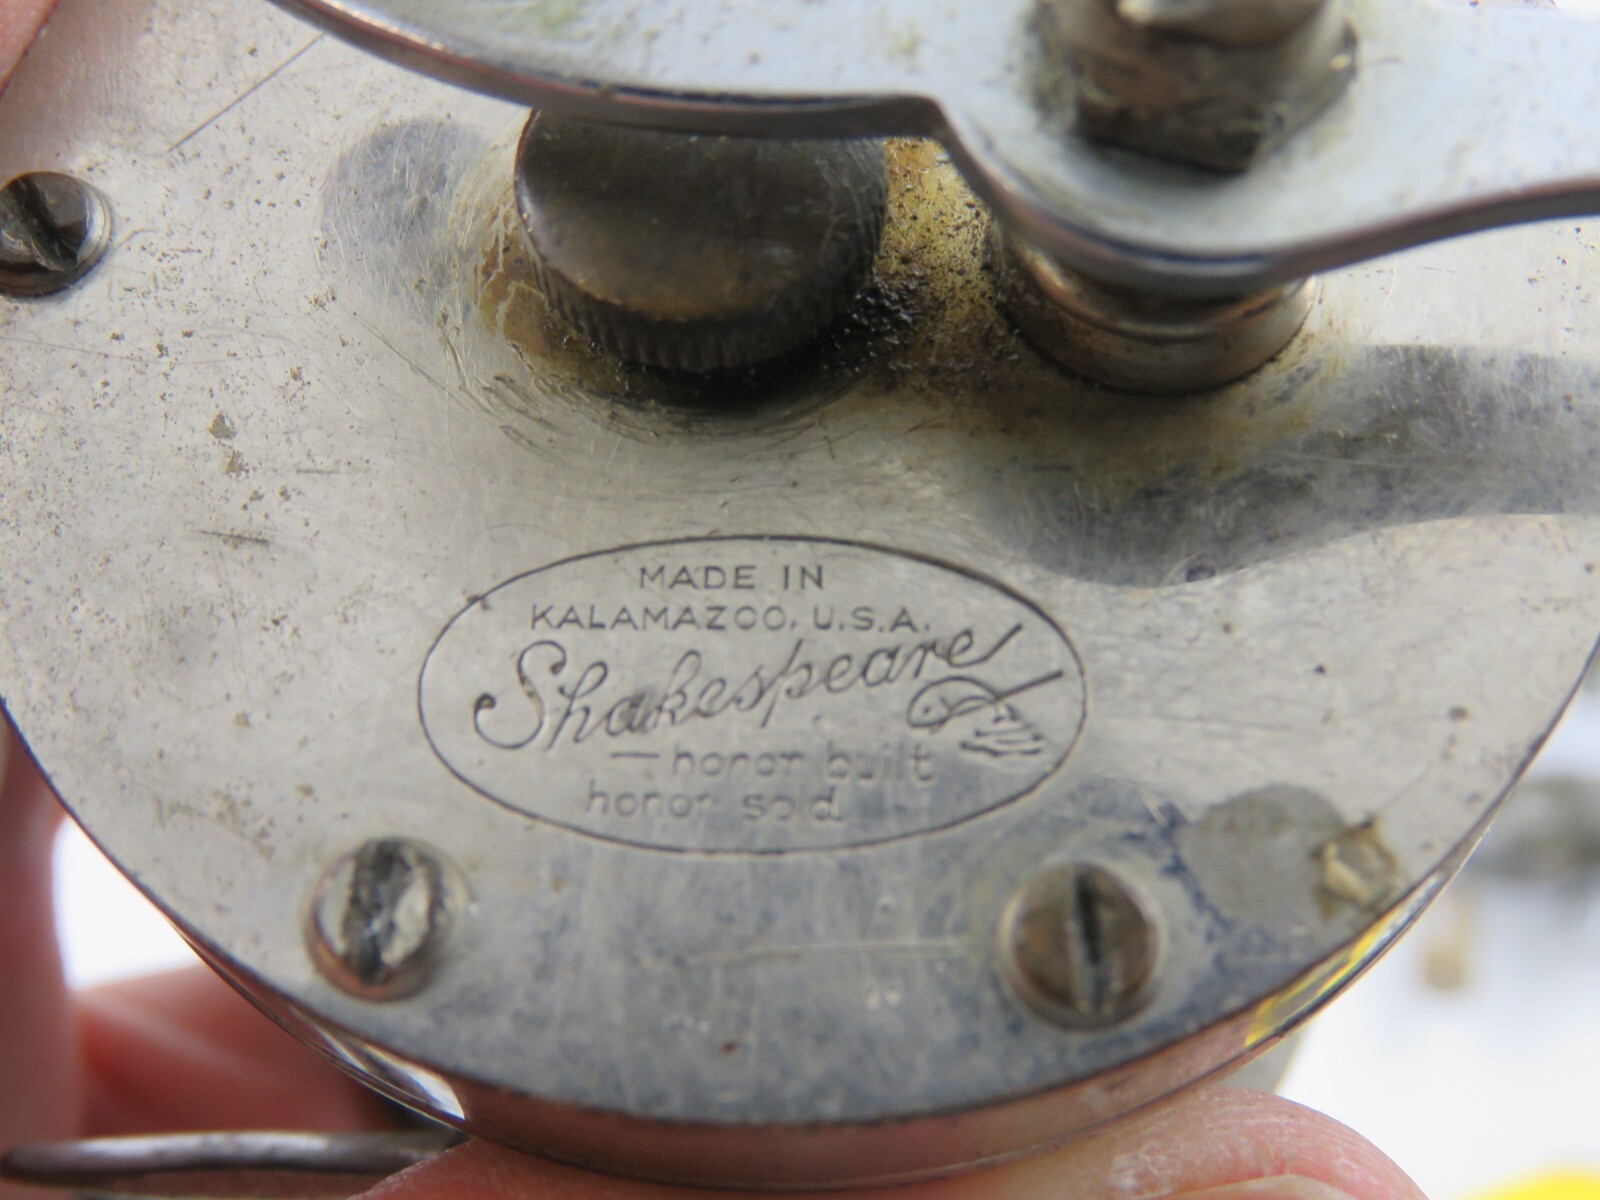 MADE IN
KALAMAZOO, U.S.A.
Shakespeare
— honor built
honor sold